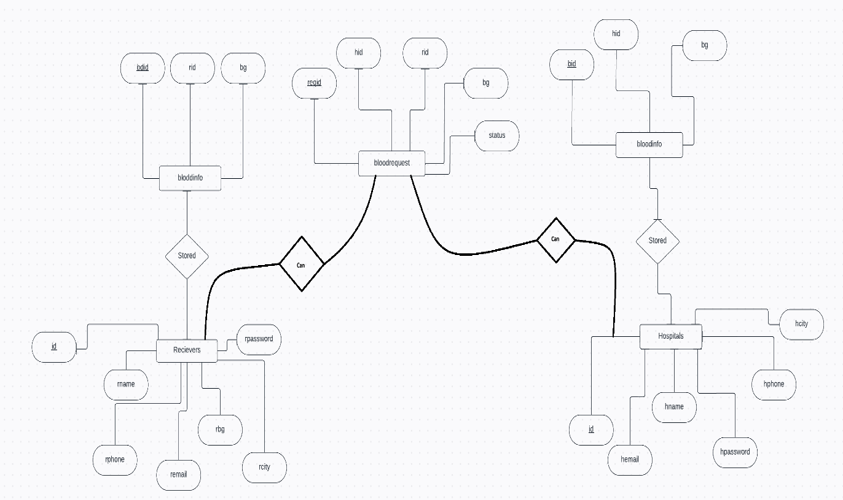 hid
bg
hid
rid
bdid
rid
bg
bid
reqid
bg
status
bloodinfo
bloodrequest
bloddinfo
Can
Stored
Stored
Can
hcity
Hospitals
rpassword
id
Recievers
rname
hphone
hname
rbg
id
hpassword
rphone
hemail
remail
rcity